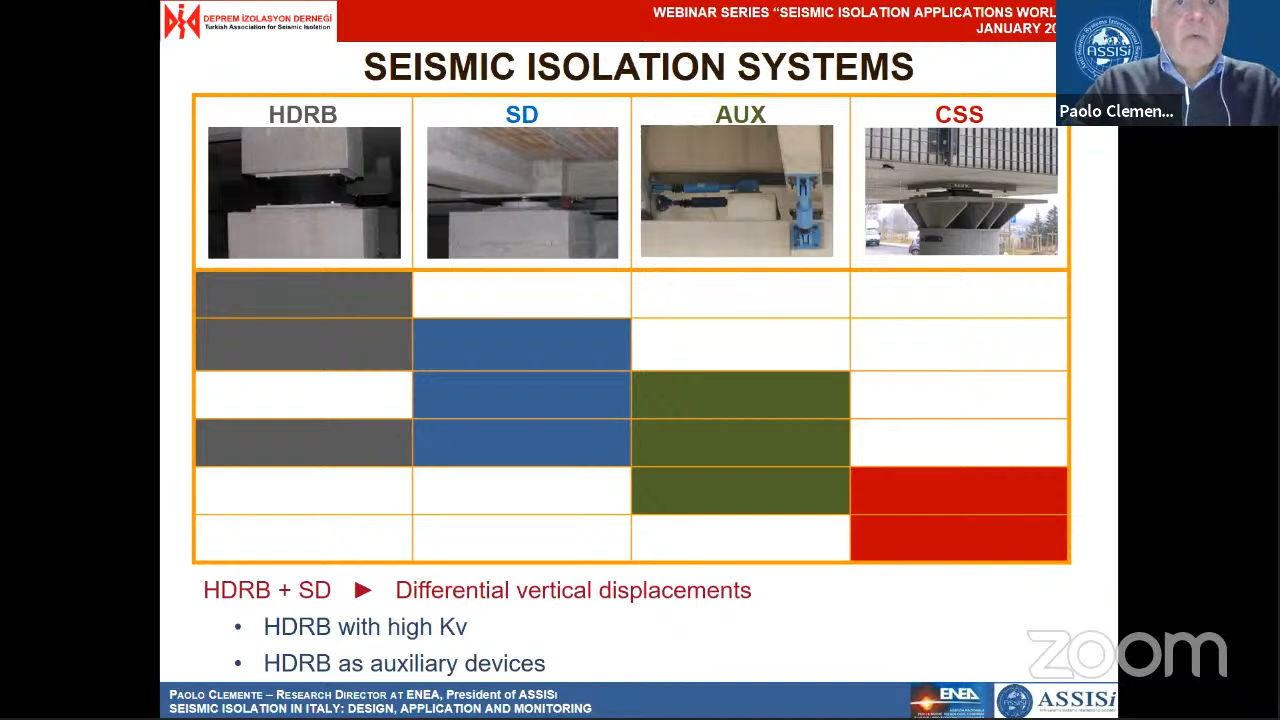 DEPREM İZOLASYON DERNEĞİ
Turkish Association for Seismic Isolation
WEBINAR SERIES “SEISMIC ISOLATION APPLICATIONS WORL
JANUARY 20
ASSISi
Paolo Clemen...
SEISMIC ISOLATION SYSTEMS
HDRB SD AUX CSS
HDRB + SD ► Differential vertical displacements
• HDRB with high Kv
• HDRB as auxiliary devices
zoom
PAOLO CLEMENTE – RESEARCH DIRECTOR AT ENEA, President of ASSISi
SEISMIC ISOLATION IN ITALY: DESIGN, APPLICATION AND MONITORING
ENEA
ASSISi